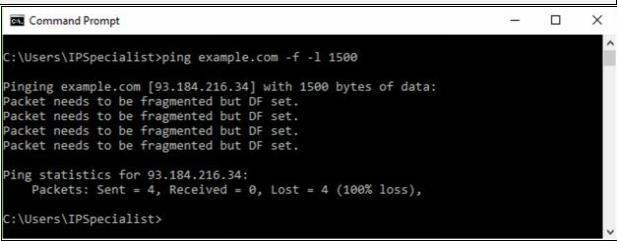 Command Prompt
C:\Users\IPSpecialist>ping example.com -f -l 1500
Pinging example.com [93.184.216.34] with 1500 bytes of data:
Packet needs to be fragmented but DF set.
Packet needs to be fragmented but DF set.
Packet needs to be fragmented but DF set.
Packet needs to be fragmented but DF set.
Ping statistics for 93.184.216.34:
Packets: Sent = 4, Received = 0, Lost = 4 (100% loss),
C:\Users\IPSpecialist>